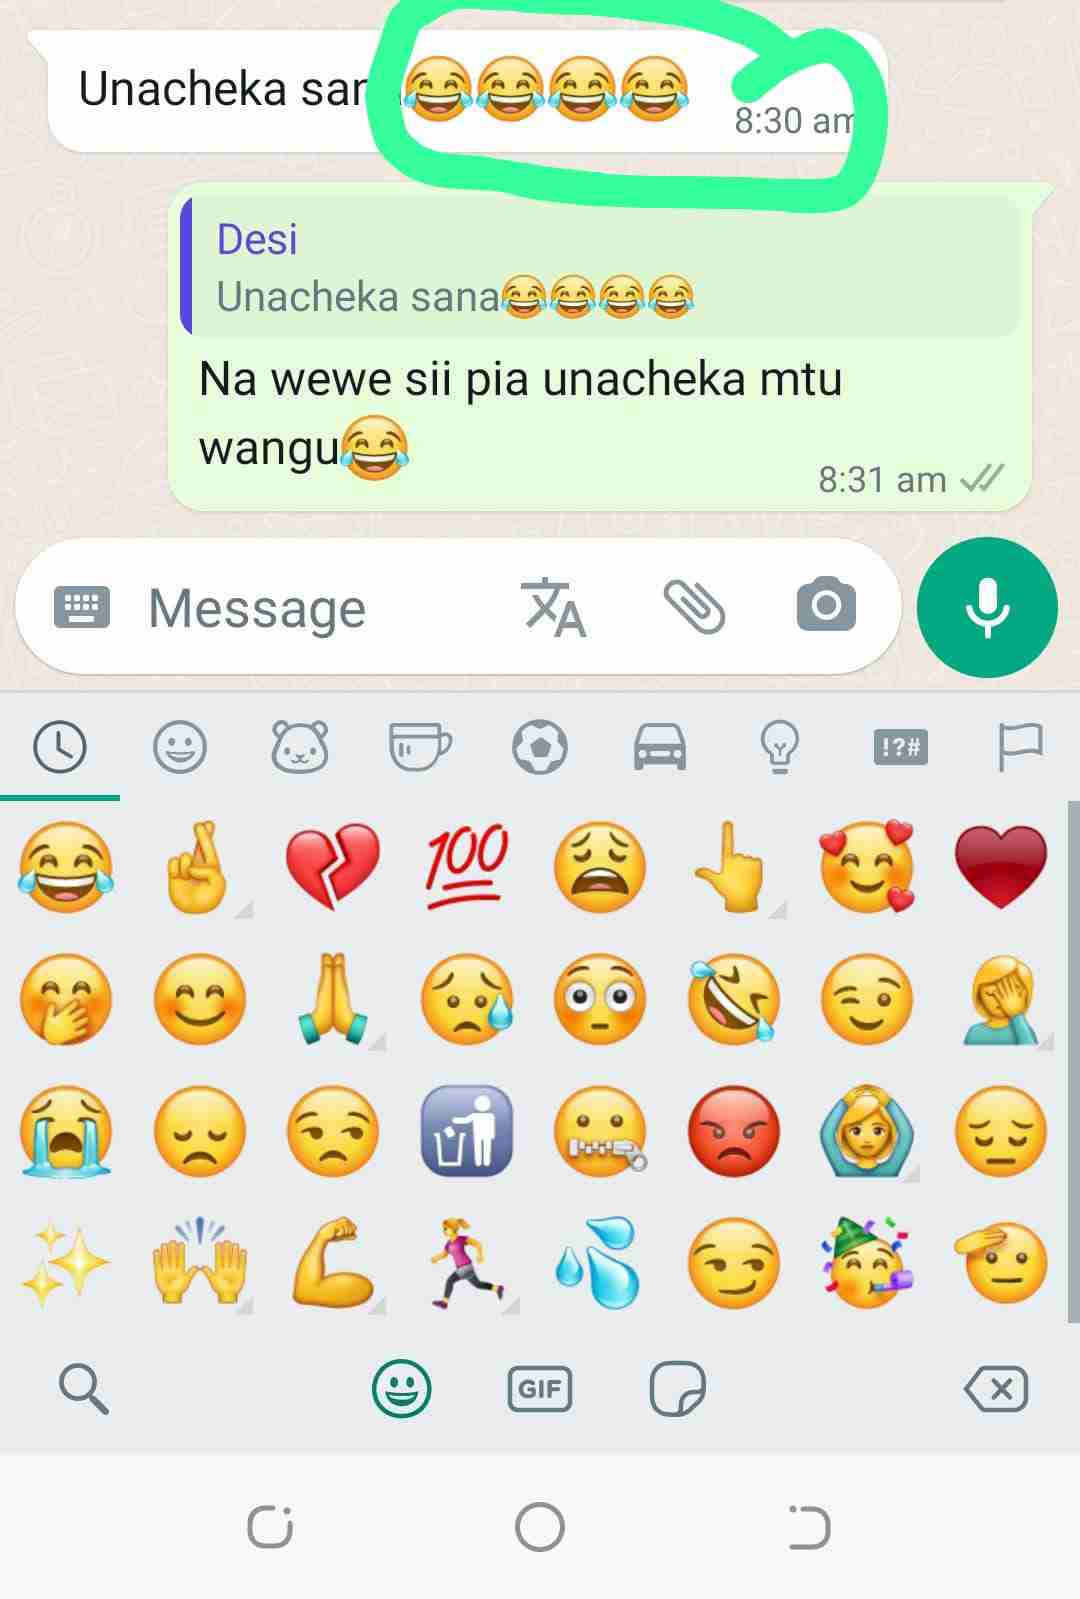 Unacheka san😂😂😂😂
8:30 am
Desi
Unacheka sana😂😂😂😂
Na wewe sii pia unacheka mtu
wangu😂
8:31 am
Message
!?#
100
GIF